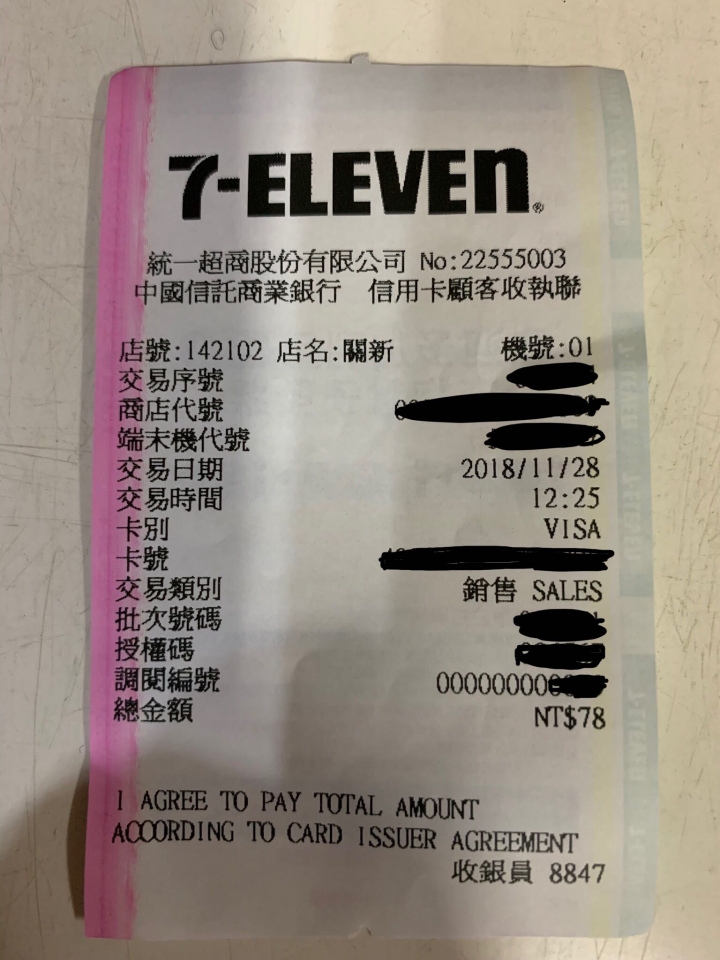 7-ELEVEn®
統一超商股份有限公司 No:22555003
中國信託商業銀行 信用卡顧客收執聯
店號:142102 店名:關新 機號:01
交易序號
商店代號
端末機代號
交易日期 2018/11/28
交易時間 12:25
卡別 VISA
卡號
交易類別 銷售 SALES
批次號碼
授權碼
調閱編號 0000000000
總金額 NT$78
I AGREE TO PAY TOTAL AMOUNT
ACCORDING TO CARD ISSUER AGREEMENT
收銀員 8847